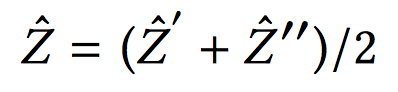 Ẑ = (Ẑ′ + Ẑ″)/2